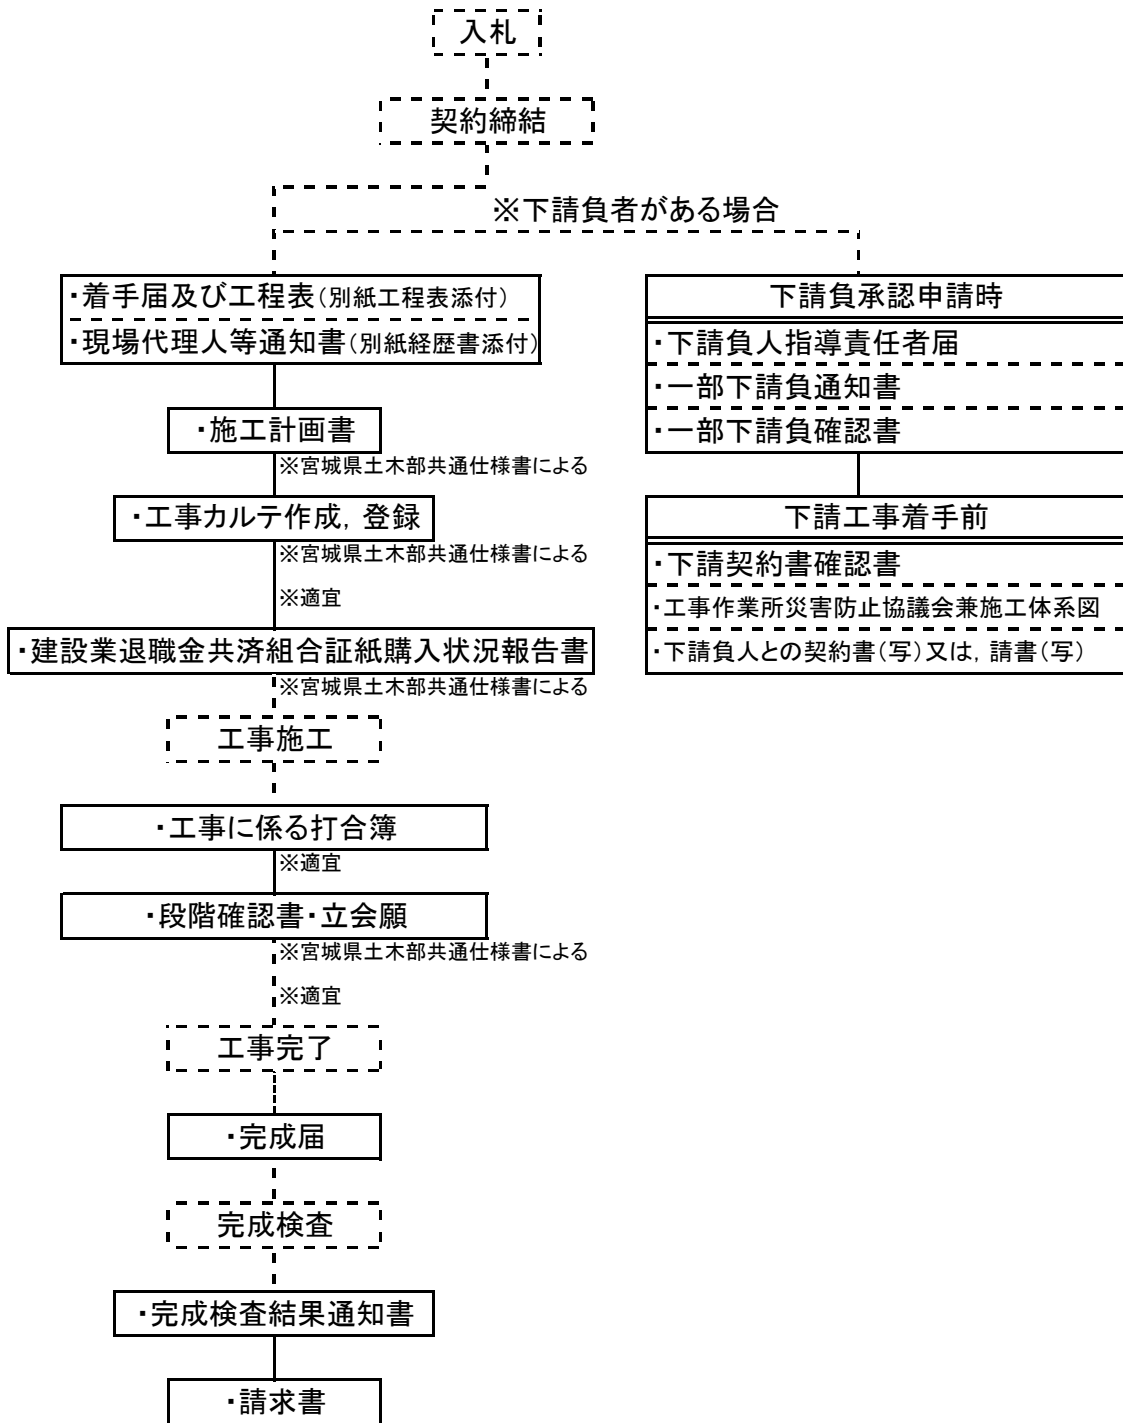 入札
契約締結
※下請負者がある場合
・着手届及び工程表(別紙工程表添付)
・現場代理人等通知書(別紙経歴書添付)
・施工計画書
※宮城県土木部共通仕様書による
・工事カルテ作成，登録
※宮城県土木部共通仕様書による
※適宜
・建設業退職金共済組合証紙購入状況報告書
※宮城県土木部共通仕様書による
工事施工
・工事に係る打合簿
※適宜
・段階確認書・立会願
※宮城県土木部共通仕様書による
※適宜
工事完了
・完成届
完成検査
・完成検査結果通知書
・請求書
下請負承認申請時
・下請負人指導責任者届
・一部下請負通知書
・一部下請負確認書
下請工事着手前
・下請契約書確認書
・工事作業所災害防止協議会兼施工体系図
・下請負人との契約書(写)又は，請書(写)